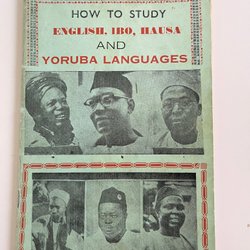 HOW TO STUDY
ENGLISH, IBO, HAUSA
AND
YORUBA LANGUAGES